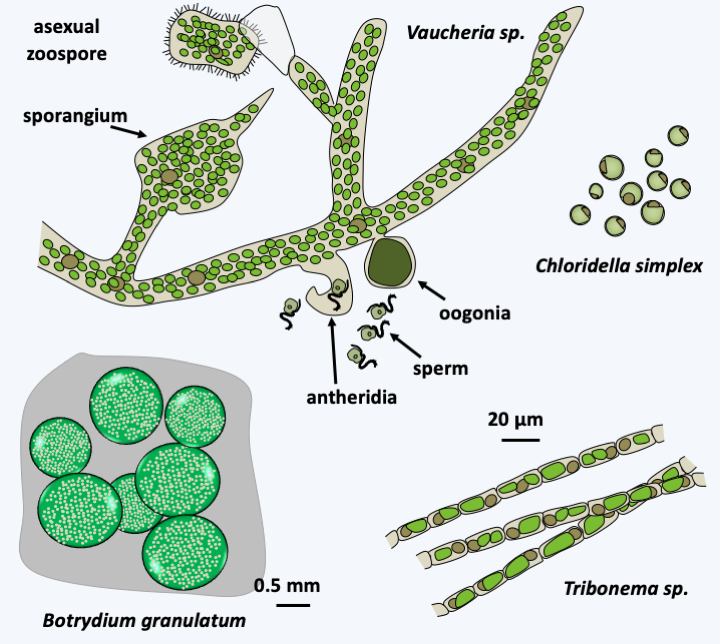 asexual
zoospore
Vaucheria sp.
sporangium
Chloridella simplex
oogonia
sperm
antheridia
20 µm
0.5 mm
Tribonema sp.
Botrydium granulatum